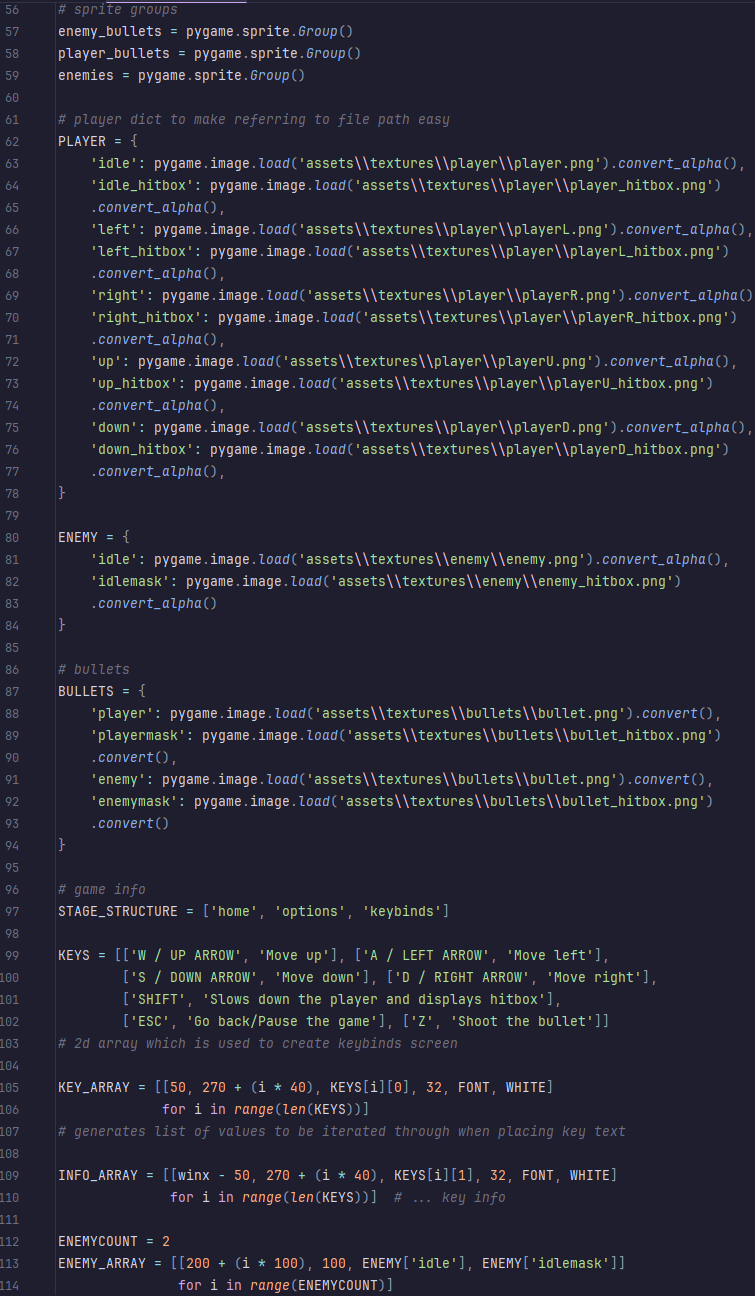 56 # sprite groups
57 enemy_bullets = pygame.sprite.Group()
58 player_bullets = pygame.sprite.Group()
59 enemies = pygame.sprite.Group()
60
61 # player dict to make referring to file path easy
62 PLAYER = {
63     'idle': pygame.image.load('assets\\textures\\player\\player.png').convert_alpha(),
64     'idle_hitbox': pygame.image.load('assets\\textures\\player\\player_hitbox.png')
65     .convert_alpha(),
66     'left': pygame.image.load('assets\\textures\\player\\playerL.png').convert_alpha(),
67     'left_hitbox': pygame.image.load('assets\\textures\\player\\playerL_hitbox.png')
68     .convert_alpha(),
69     'right': pygame.image.load('assets\\textures\\player\\playerR.png').convert_alpha()
70     'right_hitbox': pygame.image.load('assets\\textures\\player\\playerR_hitbox.png')
71     .convert_alpha(),
72     'up': pygame.image.load('assets\\textures\\player\\playerU.png').convert_alpha(),
73     'up_hitbox': pygame.image.load('assets\\textures\\player\\playerU_hitbox.png')
74     .convert_alpha(),
75     'down': pygame.image.load('assets\\textures\\player\\playerD.png').convert_alpha(),
76     'down_hitbox': pygame.image.load('assets\\textures\\player\\playerD_hitbox.png')
77     .convert_alpha(),
78 }
79
80 ENEMY = {
81     'idle': pygame.image.load('assets\\textures\\enemy\\enemy.png').convert_alpha(),
82     'idlemask': pygame.image.load('assets\\textures\\enemy\\enemy_hitbox.png')
83     .convert_alpha()
84 }
85
86 # bullets
87 BULLETS = {
88     'player': pygame.image.load('assets\\textures\\bullets\\bullet.png').convert(),
89     'playermask': pygame.image.load('assets\\textures\\bullets\\bullet_hitbox.png')
90     .convert(),
91     'enemy': pygame.image.load('assets\\textures\\bullets\\bullet.png').convert(),
92     'enemymask': pygame.image.load('assets\\textures\\bullets\\bullet_hitbox.png')
93     .convert()
94 }
95
96 # game info
97 STAGE_STRUCTURE = ['home', 'options', 'keybinds']
98
99 KEYS = [['W / UP ARROW', 'Move up'], ['A / LEFT ARROW', 'Move left'],
100         ['S / DOWN ARROW', 'Move down'], ['D / RIGHT ARROW', 'Move right'],
101         ['SHIFT', 'Slows down the player and displays hitbox'],
102         ['ESC', 'Go back/Pause the game'], ['Z', 'Shoot the bullet']]
103 # 2d array which is used to create keybinds screen
104
105 KEY_ARRAY = [[50, 270 + (i * 40), KEYS[i][0], 32, FONT, WHITE]
106              for i in range(len(KEYS))]
107 # generates list of values to be iterated through when placing key text
108
109 INFO_ARRAY = [[winx - 50, 270 + (i * 40), KEYS[i][1], 32, FONT, WHITE]
110               for i in range(len(KEYS))]  # ... key info
111
112 ENEMYCOUNT = 2
113 ENEMY_ARRAY = [[200 + (i * 100), 100, ENEMY['idle'], ENEMY['idlemask']]
114                for i in range(ENEMYCOUNT)]